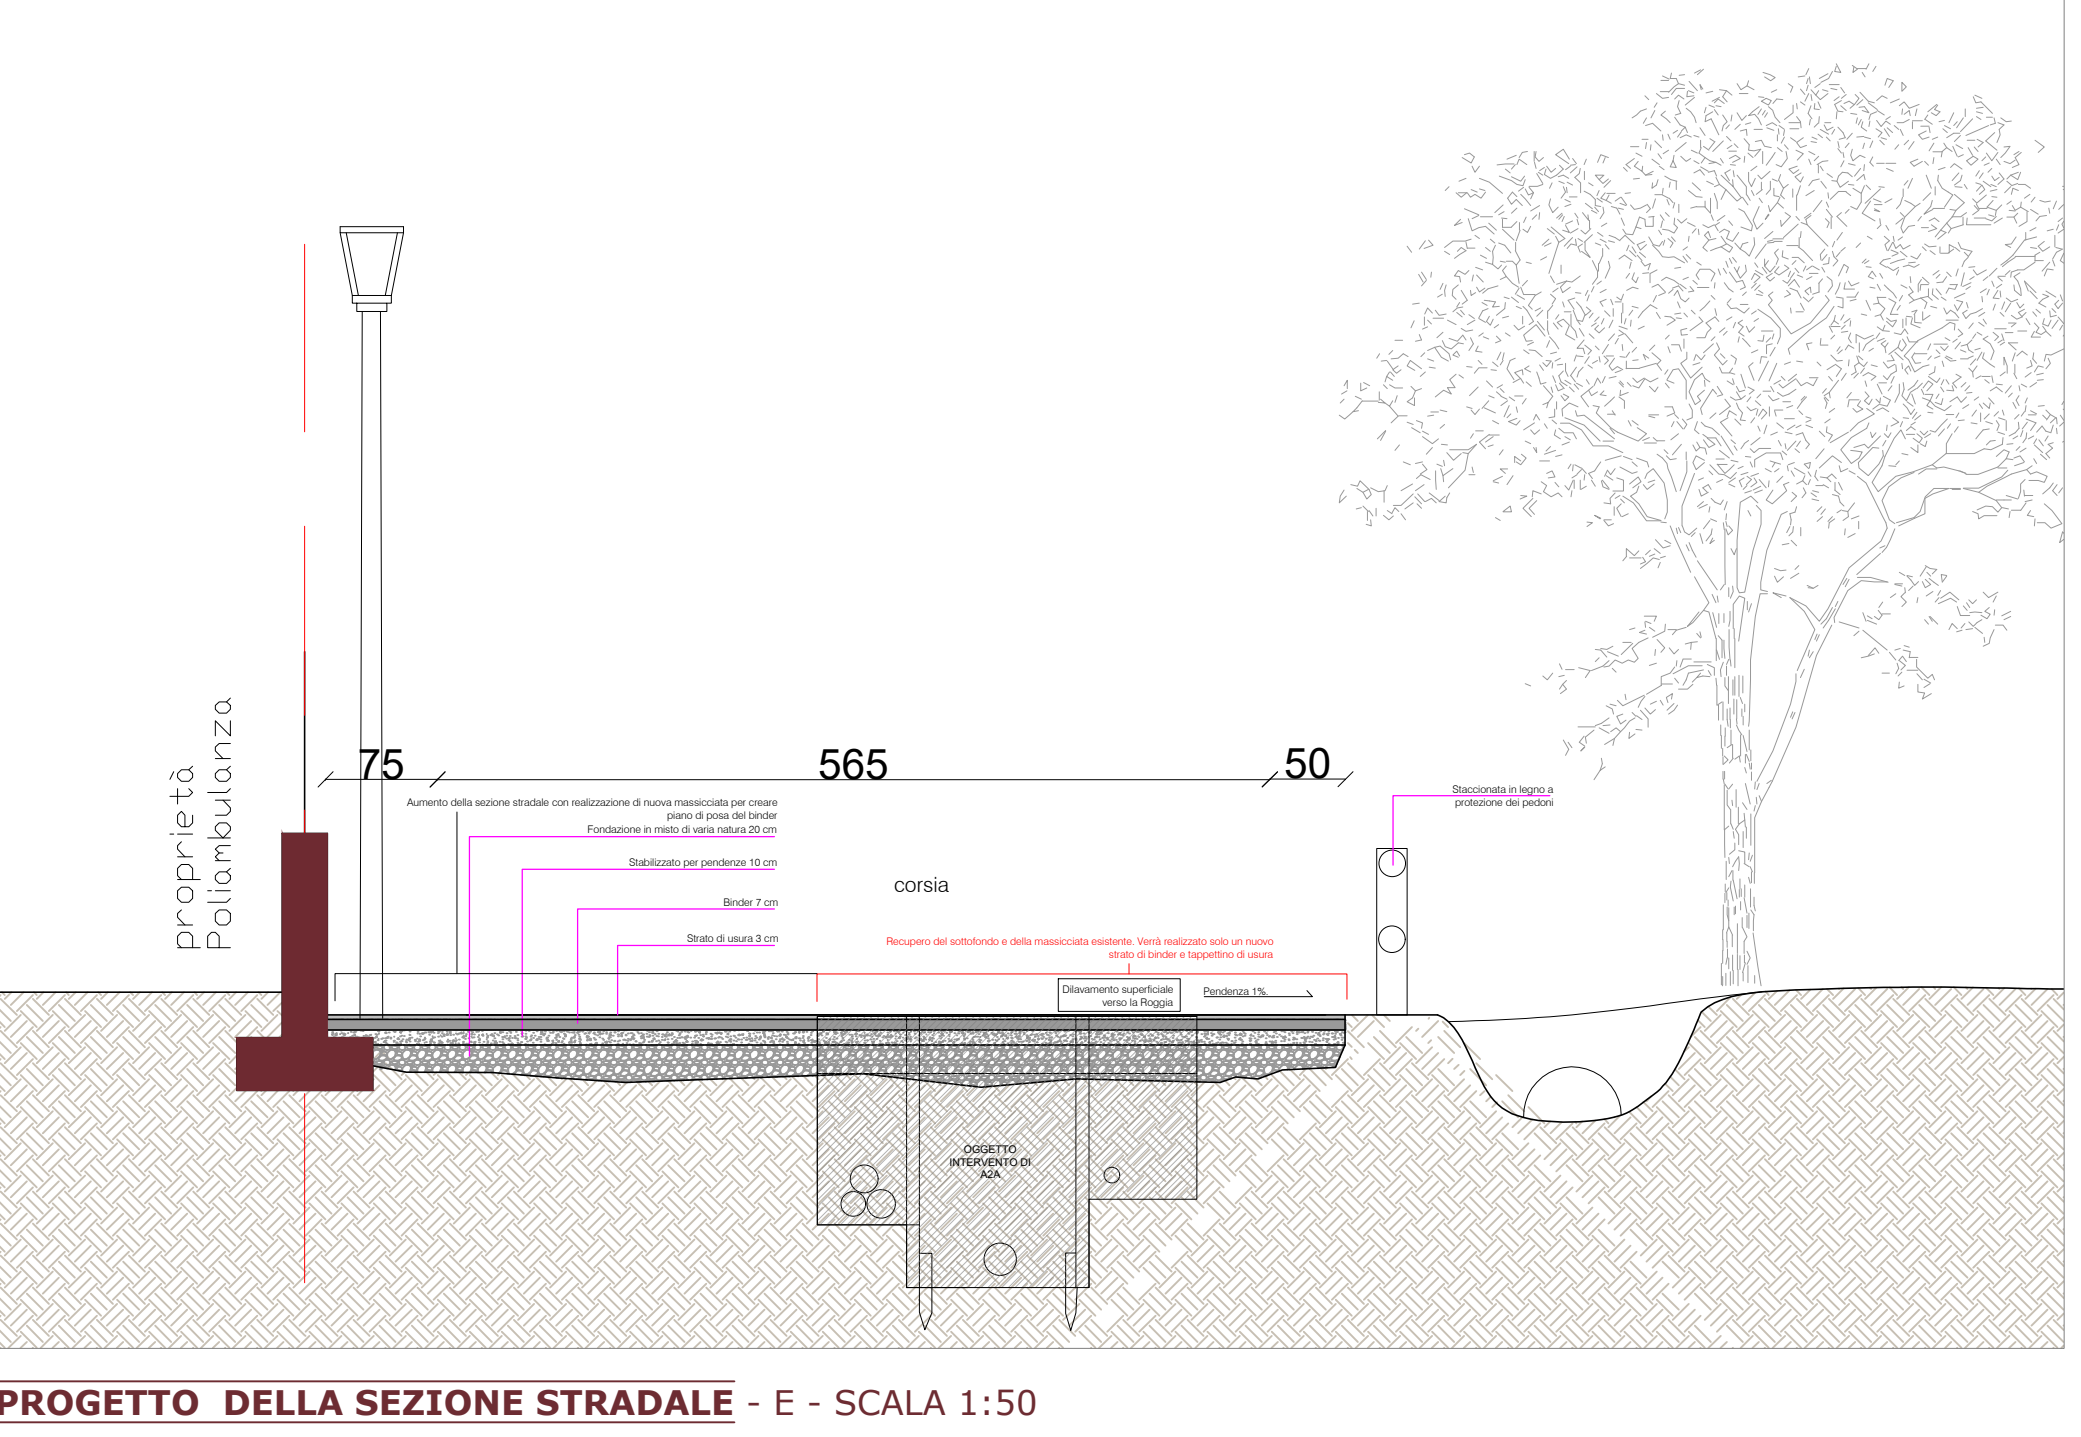 proprietà
Poliambulanza
75
565
50
Aumento della sezione stradale con realizzazione di nuova massicciata per creare
piano di posa del binder
Fondazione in misto di varia natura 20 cm
Stabilizzato per pendenze 10 cm
Binder 7 cm
Strato di usura 3 cm
corsia
Staccionata in legno a
protezione dei pedoni
Recupero del sottofondo e della massicciata esistente. Verrà realizzato solo un nuovo
strato di binder e tappettino di usura
Dilavamento superficiale
verso la Roggia
Pendenza 1%.
OGGETTO
INTERVENTO DI
A2A
PROGETTO DELLA SEZIONE STRADALE - E - SCALA 1:50